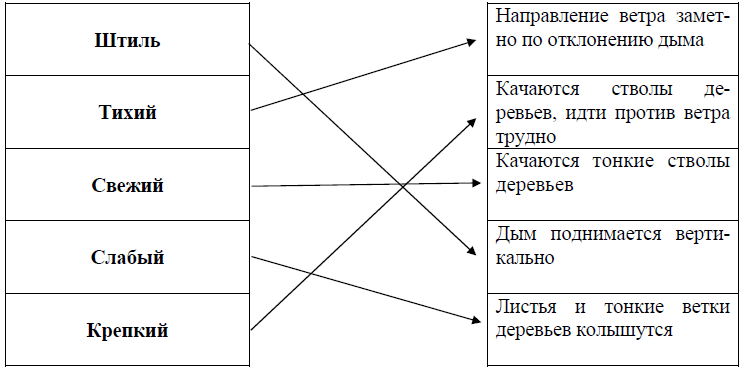 Штиль
Направление ветра замет-
но по отклонению дыма
Тихий
Качаются стволы де-
ревьев, идти против ветра
трудно
Свежий
Качаются тонкие стволы
деревьев
Слабый
Дым поднимается верти-
кально
Крепкий
Листья и тонкие ветки
деревьев колышутся